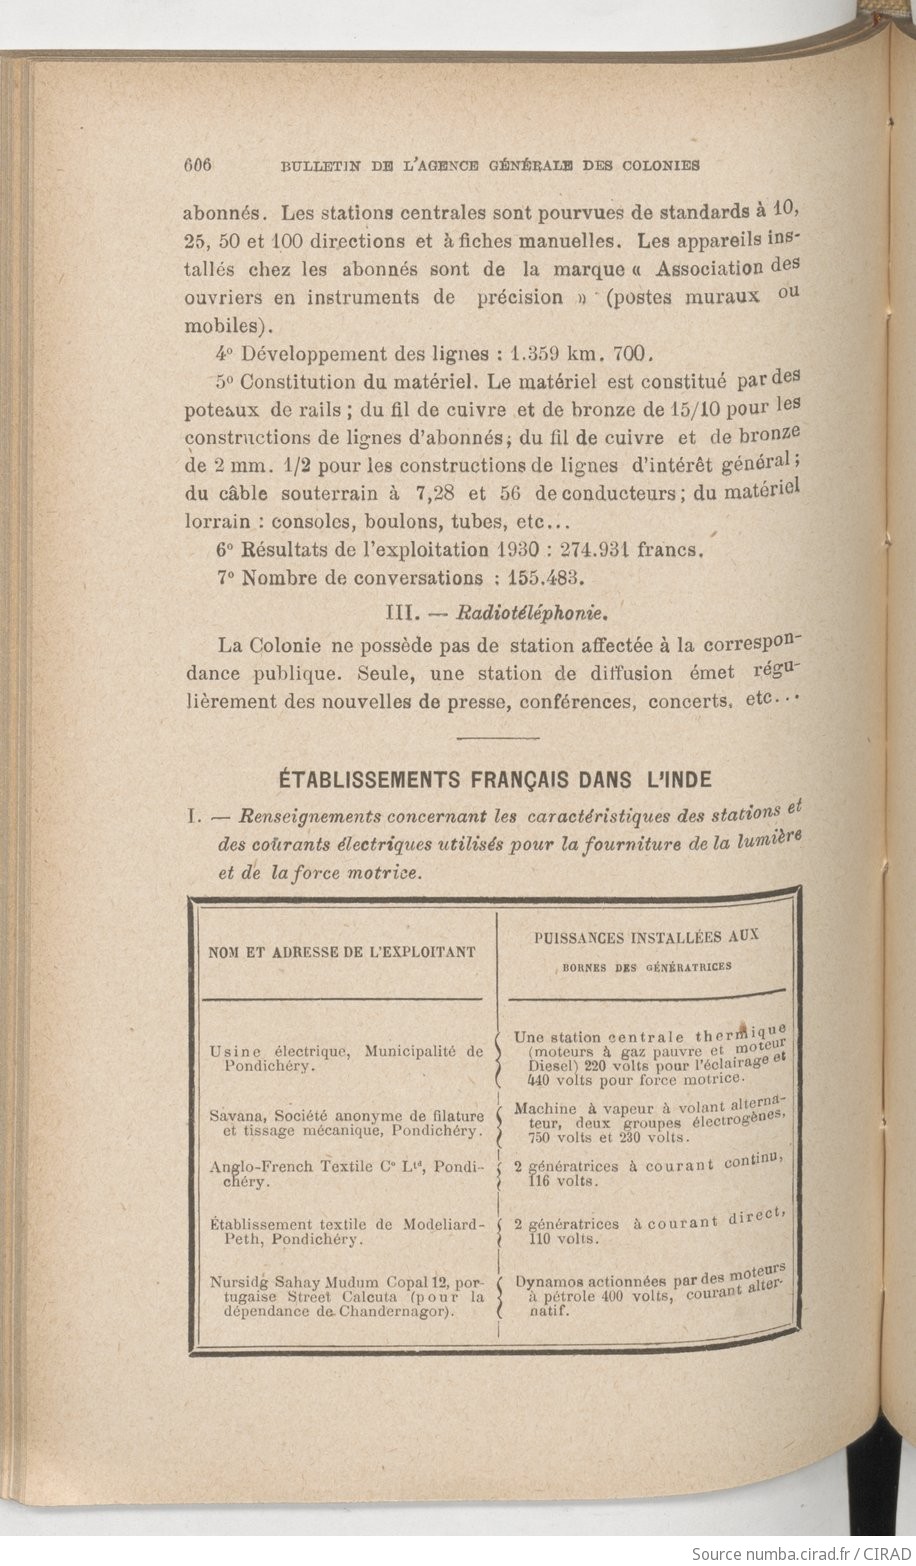 606 BULLETIN DE L'AGENCE GÉNÉRALE DES COLONIES
abonnés. Les stations centrales sont pourvues de standards à 10,
25, 50 et 100 directions et à fiches manuelles. Les appareils ins-
tallés chez les abonnés sont de la marque « Association des
ouvriers en instruments de précision » (postes muraux ou
mobiles).
4° Développement des lignes : 1.359 km. 700.
5° Constitution du matériel. Le matériel est constitué par des
poteaux de rails ; du fil de cuivre et de bronze de 15/10 pour les
constructions de lignes d'abonnés; du fil de cuivre et de bronze
de 2 mm. 1/2 pour les constructions de lignes d'intérêt général ;
du câble souterrain à 7,28 et 56 de conducteurs ; du matériel
lorrain : consoles, boulons, tubes, etc...
6° Résultats de l'exploitation 1930 : 274.931 francs.
7° Nombre de conversations : 155.483.
III. — Radiotéléphonie.
La Colonie ne possède pas de station affectée à la correspon-
dance publique. Seule, une station de diffusion émet régu-
lièrement des nouvelles de presse, conférences, concerts, etc...
ÉTABLISSEMENTS FRANÇAIS DANS L'INDE
I. — Renseignements concernant les caractéristiques des stations et
des courants électriques utilisés pour la fourniture de la lumière
et de la force motrice.
NOM ET ADRESSE DE L'EXPLOITANT
PUISSANCES INSTALLÉES AUX
BORNES DES GÉNÉRATRICES
Usine électrique, Municipalité de
Pondichéry.
Une station centrale thermique
(moteurs à gaz pauvre et moteur
Diesel) 220 volts pour l'éclairage et
440 volts pour force motrice.
Savana, Société anonyme de filature
et tissage mécanique, Pondichéry.
Machine à vapeur à volant alterna-
teur, deux groupes électrogènes,
750 volts et 230 volts.
Anglo-French Textile C° Ltd, Pondi-
chéry.
2 génératrices à courant continu,
116 volts.
Établissement textile de Modeliard-
Peth, Pondichéry.
2 génératrices à courant direct,
110 volts.
Nursidg Sahay Mudum Copal 12, por-
tugaise Street Calcuta (pour la
dépendance de Chandernagor).
Dynamos actionnées par des moteurs
à pétrole 400 volts, courant alter-
natif.
Source numba.cirad.fr / CIRAD